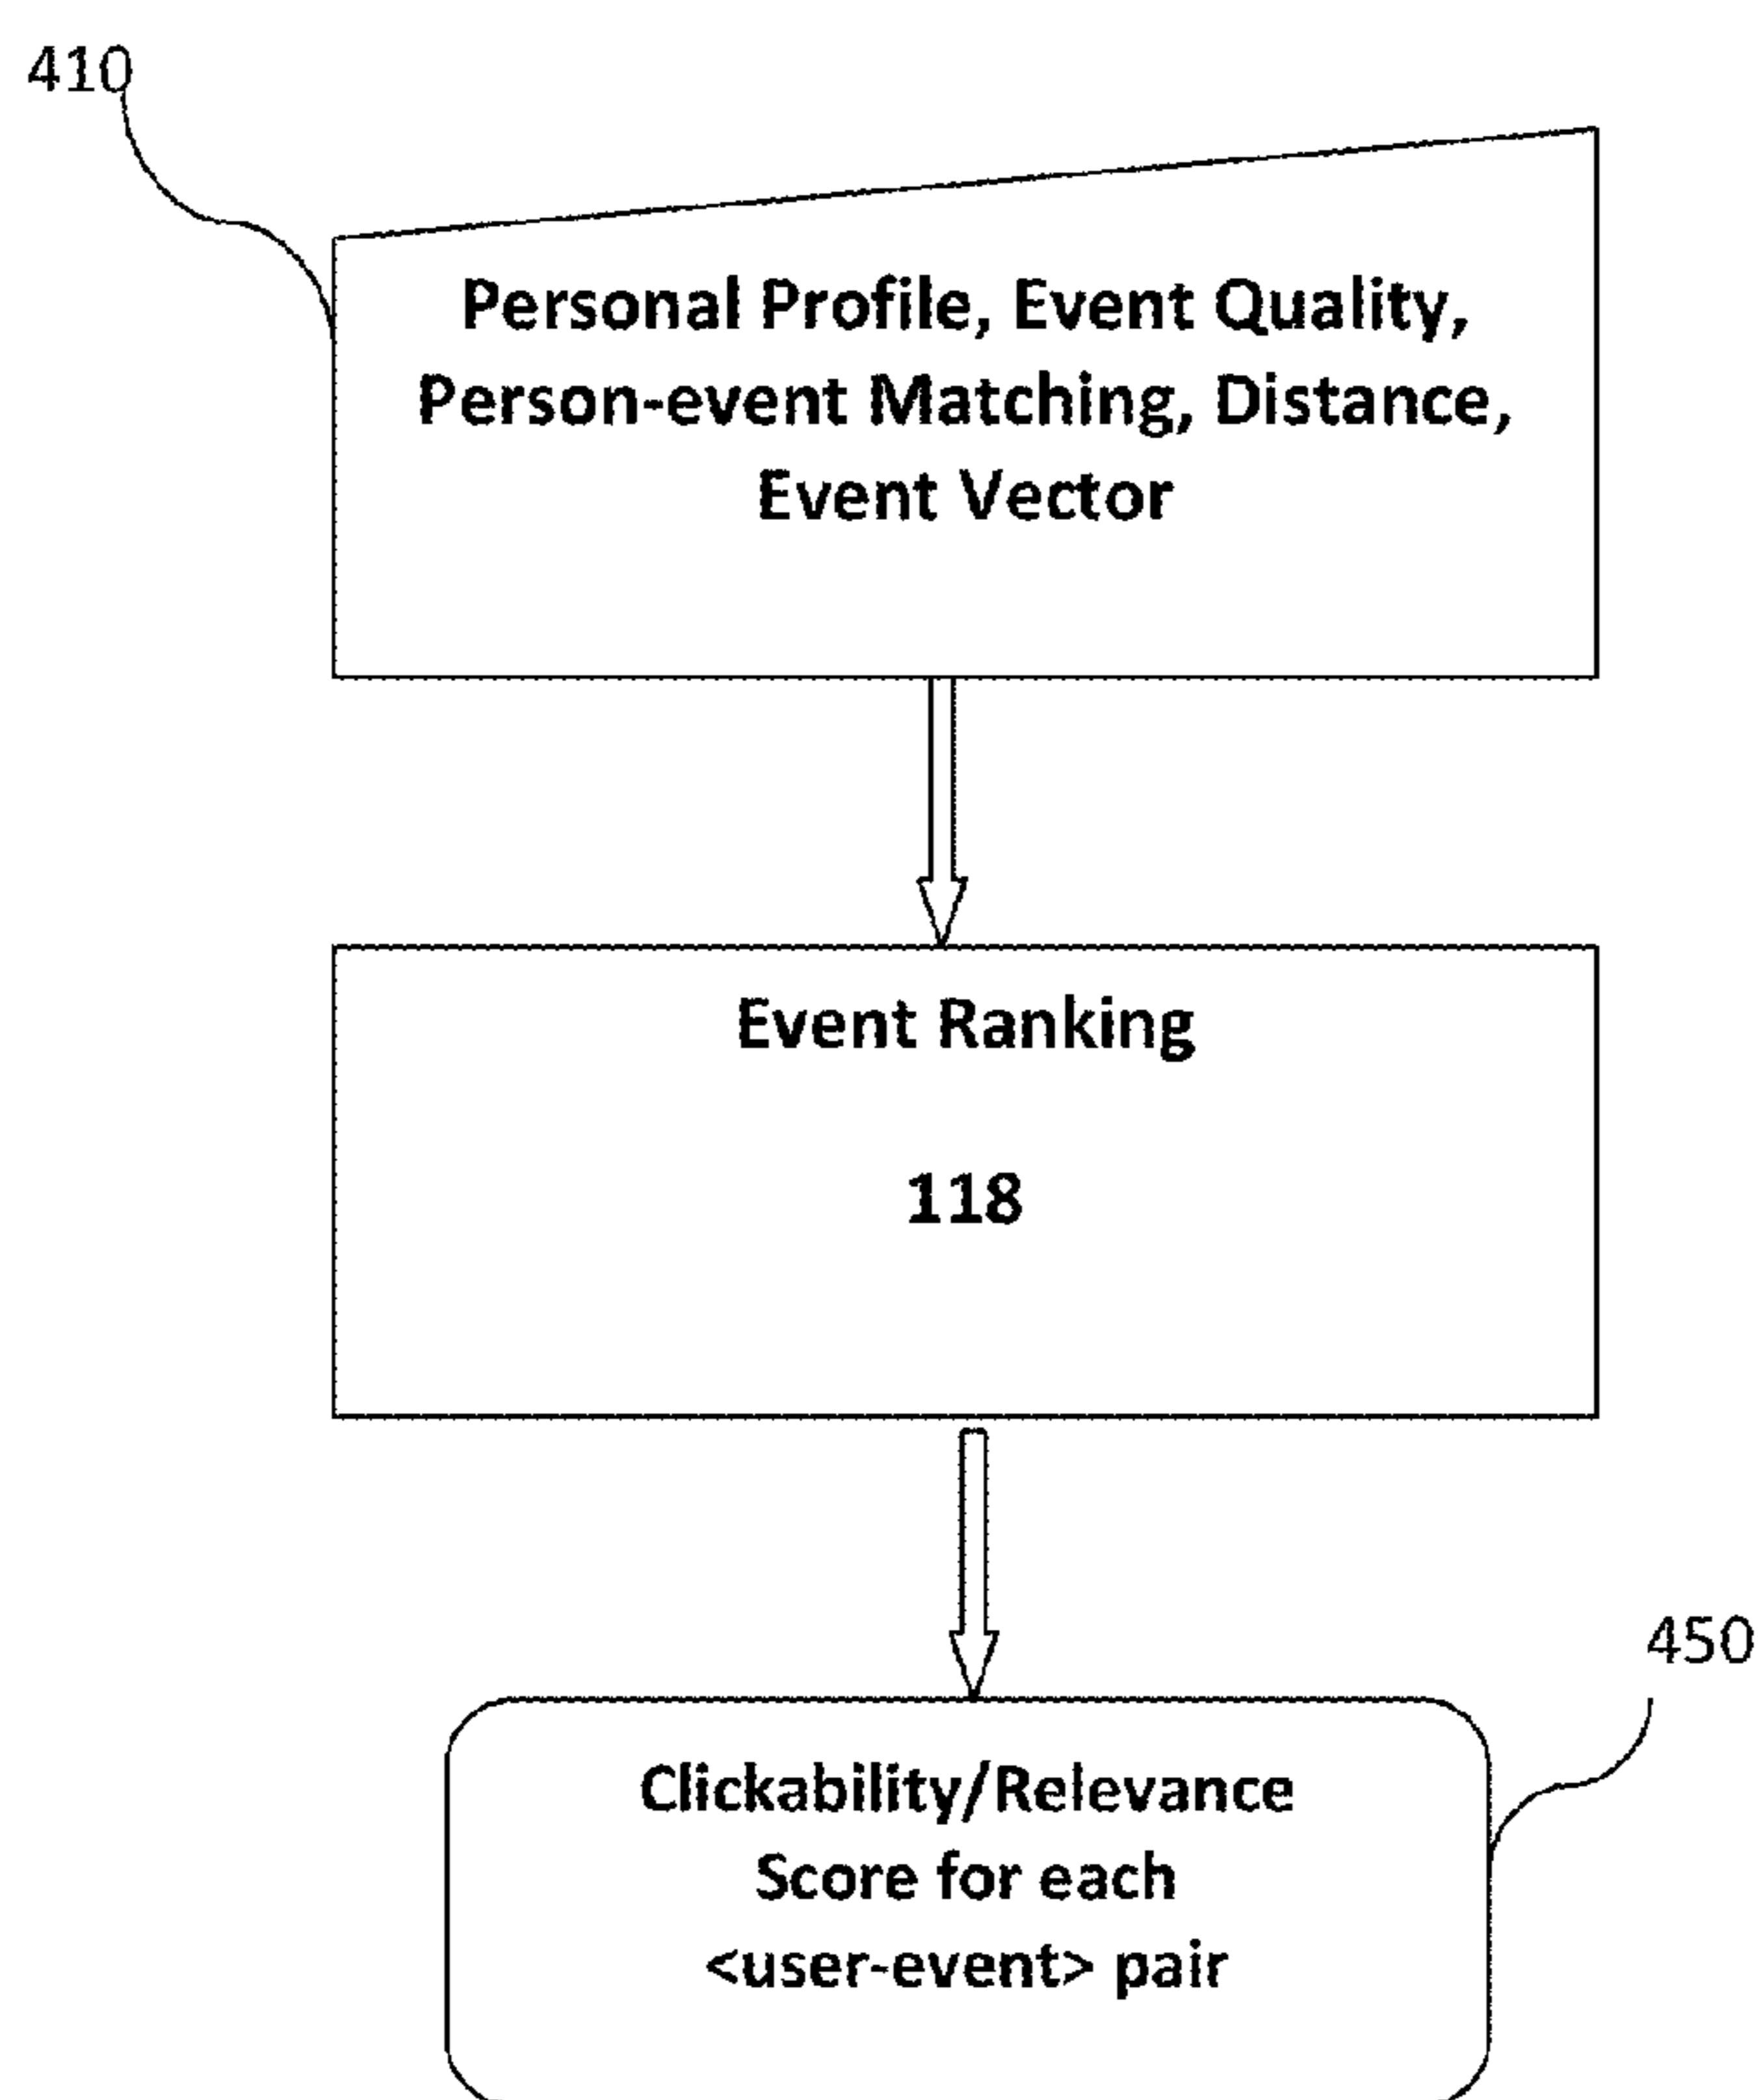 410
Personal Profile, Event Quality,
Person-event Matching, Distance,
Event Vector
Event Ranking
118
450
Clickability/Relevance
Score for each
<user-event> pair